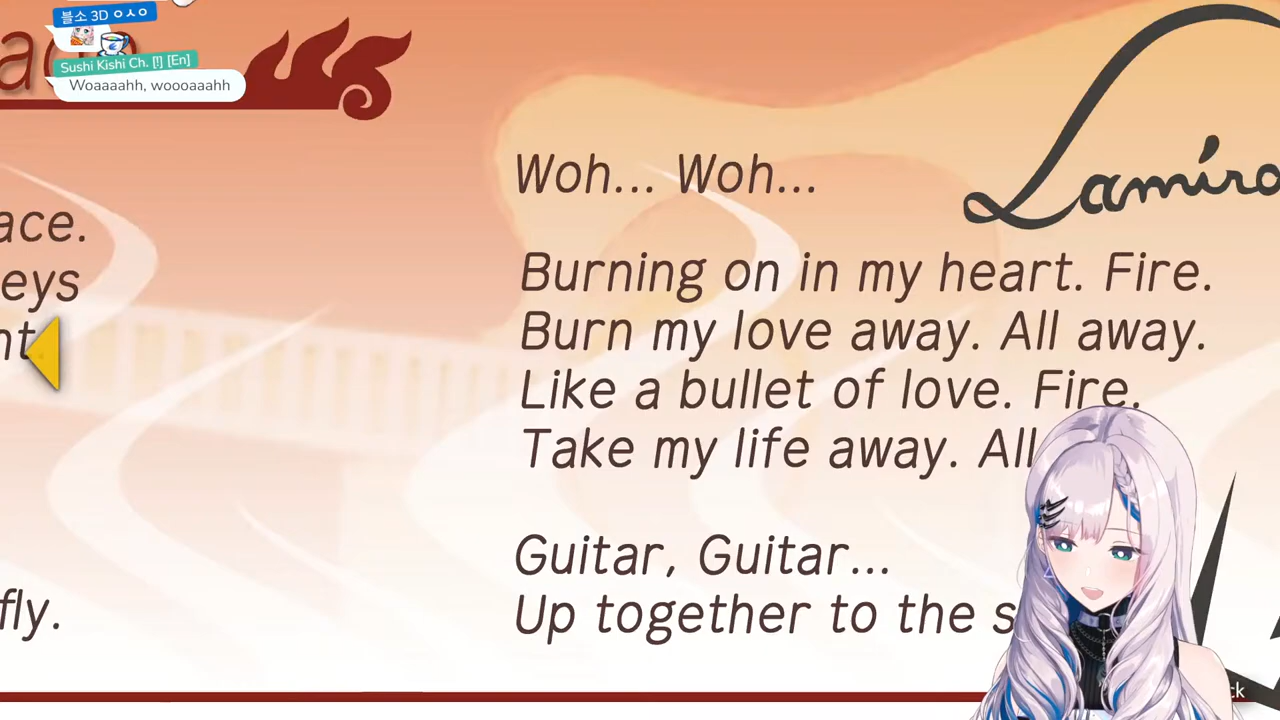 블소 3D ㅇㅅㅇ
Sushi Kishi Ch. [!] [En]
Woaaaahh, woooaaahh
ace.
eys
nt
fly.
Woh... Woh...
Burning on in my heart. Fire.
Burn my love away. All away.
Like a bullet of love. Fire.
Take my life away. All
Guitar, Guitar...
Up together to the s
Lamiro
ck